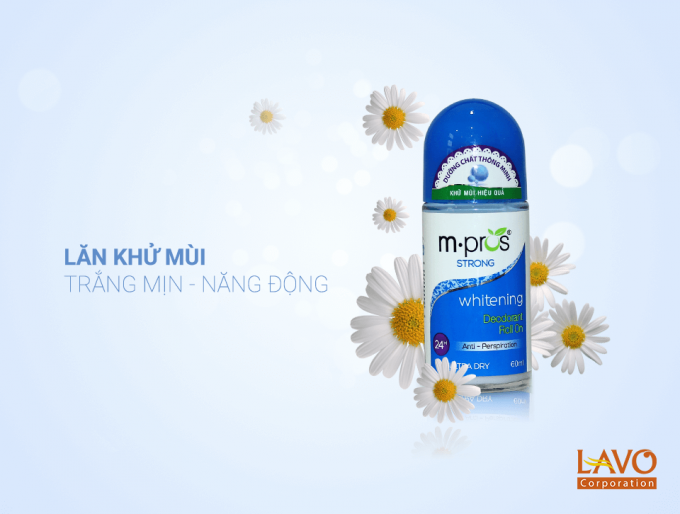 LĂN KHỬ MÙI
TRẮNG MỊN - NĂNG ĐỘNG
DƯỠNG CHẤT THÔNG MINH
KHỬ MÙI HIỆU QUẢ
m•pros®
STRONG
whitening
Deodorant
Roll On
24H
Anti - Perspiration
DRY
60ml
LAVO
Corporation